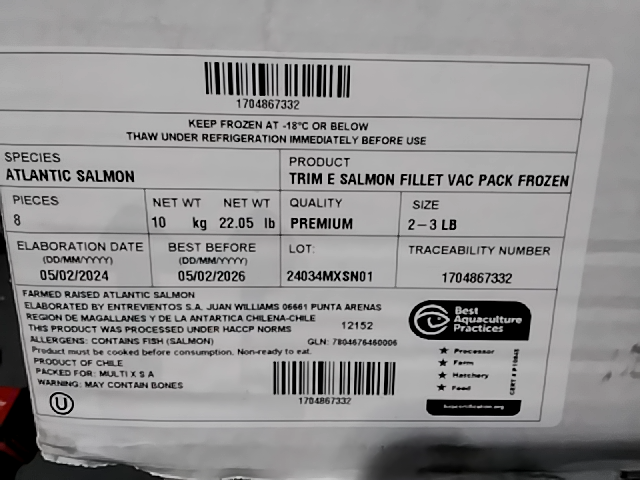 1704867332
KEEP FROZEN AT -18°C OR BELOW
THAW UNDER REFRIGERATION IMMEDIATELY BEFORE USE
SPECIES
ATLANTIC SALMON
PRODUCT
TRIM E SALMON FILLET VAC PACK FROZEN
PIECES
8
NET WT NET WT
10 kg 22.05 lb
QUALITY
PREMIUM
SIZE
2-3 LB
ELABORATION DATE
(DD/MM/YYYY)
05/02/2024
BEST BEFORE
(DD/MM/YYYY)
05/02/2026
LOT:
24034MXSN01
TRACEABILITY NUMBER
1704867332
FARMED RAISED ATLANTIC SALMON
ELABORATED BY ENTREVIENTOS S.A. JUAN WILLIAMS 06661 PUNTA ARENAS
REGION DE MAGALLANES Y DE LA ANTARTICA CHILENA-CHILE
THIS PRODUCT WAS PROCESSED UNDER HACCP NORMS 12152
ALLERGENS: CONTAINS FISH (SALMON) GLN: 7804676460006
Product must be cooked before consumption. Non-ready to eat.
PRODUCT OF CHILE
PACKED FOR: MULTI X S A
WARNING: MAY CONTAIN BONES
U
1704867332
Best
Aquaculture
Practices
★ Processor
★ Farm
★ Hatchery
★ Feed
bapcertification.org